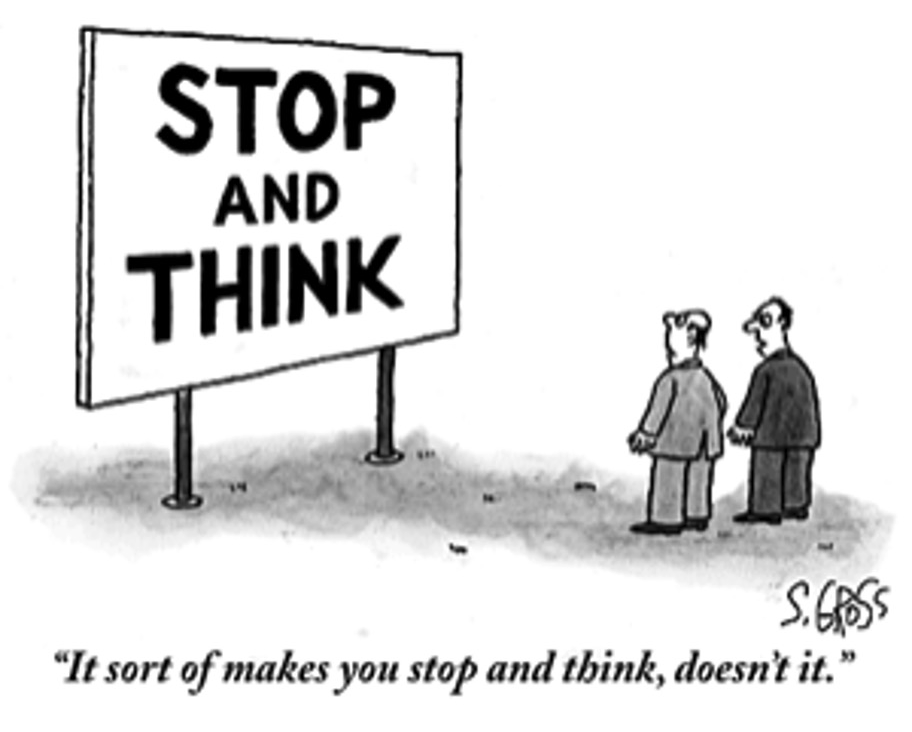 STOP
AND
THINK
S. GROSS
“It sort of makes you stop and think, doesn’t it.”